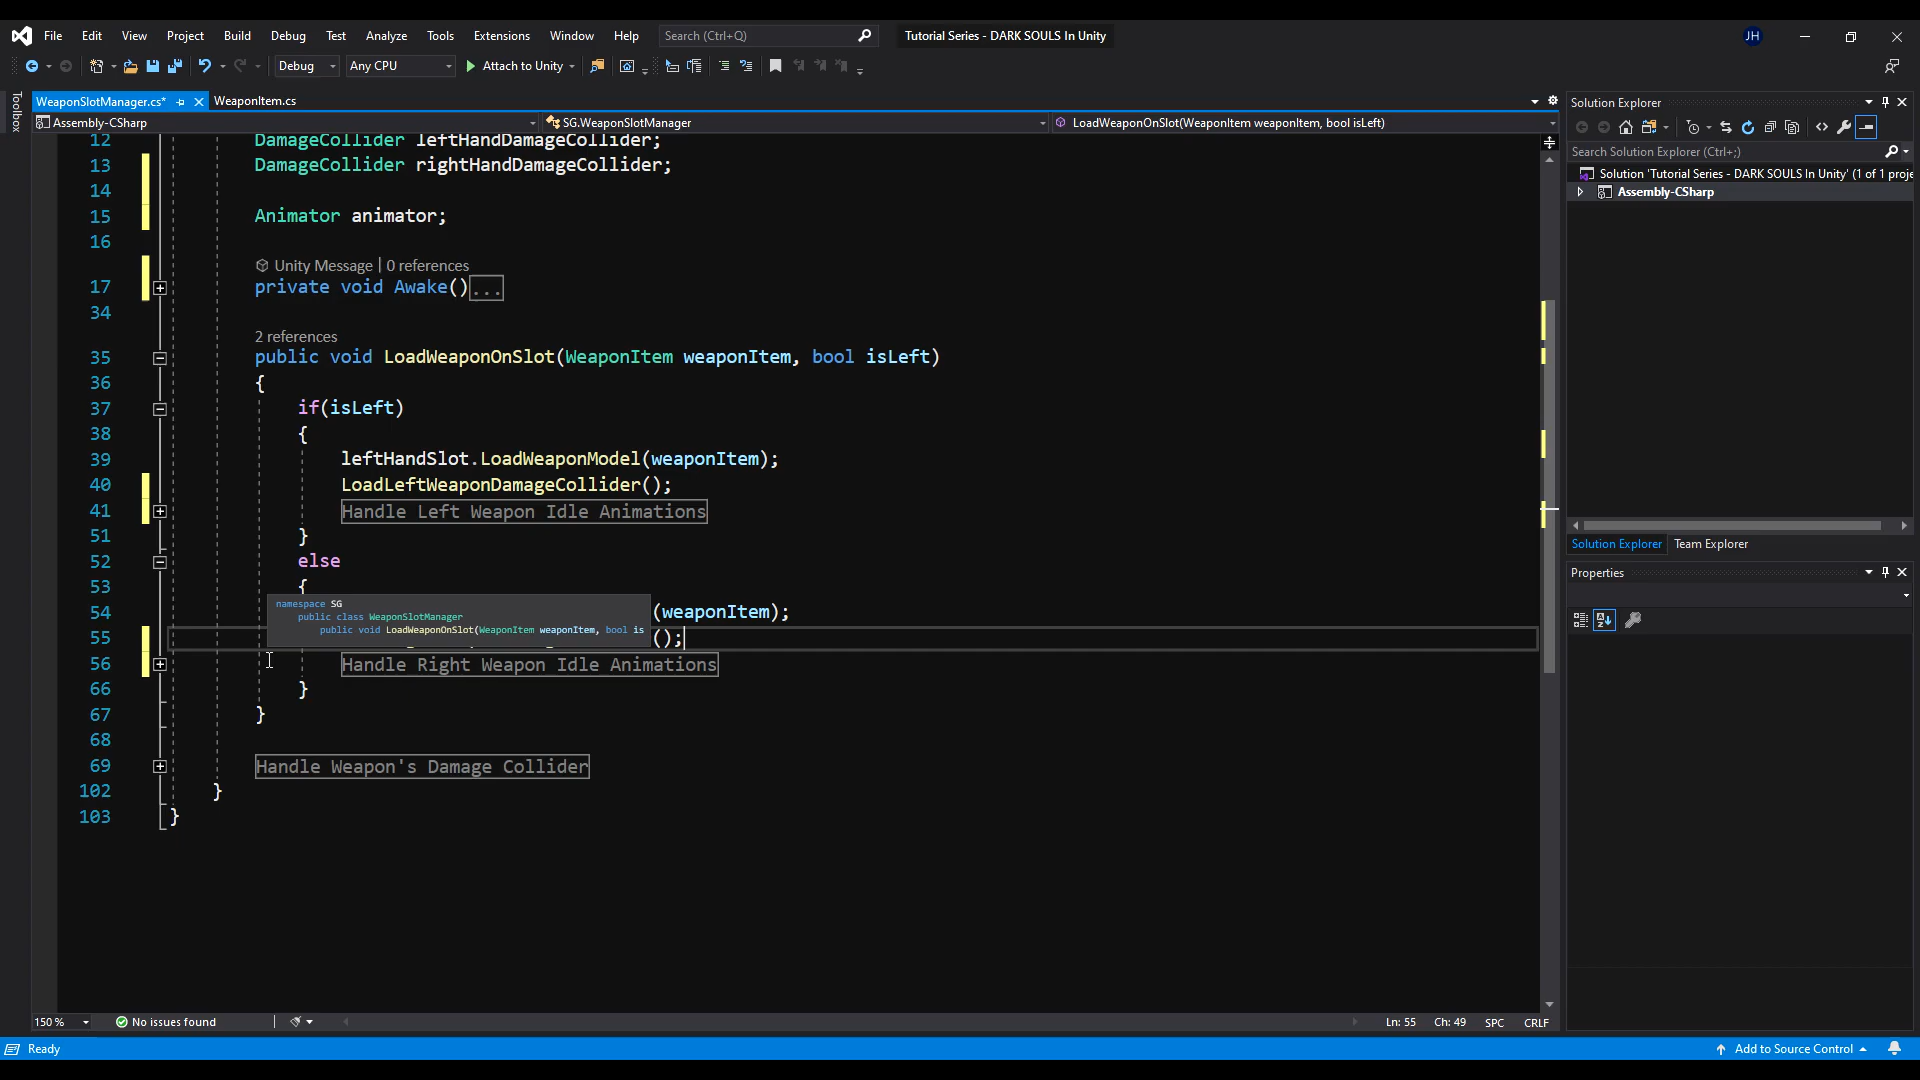 File Edit View Project Build Debug Test Analyze Tools Extensions Window Help Search (Ctrl+Q) Tutorial Series - DARK SOULS In Unity JH
Debug Any CPU Attach to Unity
Toolbox
WeaponSlotManager.cs* WeaponItem.cs
Assembly-CSharp SG.WeaponSlotManager LoadWeaponOnSlot(WeaponItem weaponItem, bool isLeft)
12 DamageCollider leftHandDamageCollider;
13 DamageCollider rightHandDamageCollider;
14
15 Animator animator;
16
Unity Message | 0 references
17 private void Awake()...
34
2 references
35 public void LoadWeaponOnSlot(WeaponItem weaponItem, bool isLeft)
36 {
37 if(isLeft)
38 {
39 leftHandSlot.LoadWeaponModel(weaponItem);
40 LoadLeftWeaponDamageCollider();
41 Handle Left Weapon Idle Animations
51 }
52 else
53 {
namespace SG
public class WeaponSlotManager
public void LoadWeaponOnSlot(WeaponItem weaponItem, bool is
54 (weaponItem);
55 ();
56 Handle Right Weapon Idle Animations
66 }
67 }
68
69 Handle Weapon's Damage Collider
102 }
103 }
150 % No issues found Ln: 55 Ch: 49 SPC CRLF
Ready Add to Source Control
Solution Explorer
Search Solution Explorer (Ctrl+;)
Solution 'Tutorial Series - DARK SOULS In Unity' (1 of 1 proje
Assembly-CSharp
Solution Explorer Team Explorer
Properties